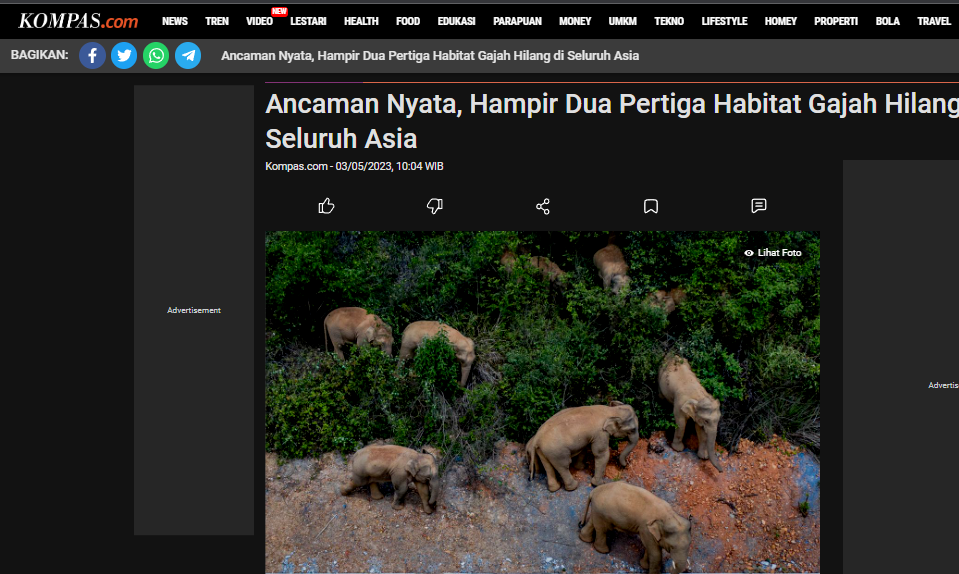 KOMPAS.com NEWS TREN VIDEO NEW LESTARI HEALTH FOOD EDUKASI PARAPUAN MONEY UMKM TEKNO LIFESTYLE HOMEY PROPERTI BOLA TRAVEL
BAGIKAN: Ancaman Nyata, Hampir Dua Pertiga Habitat Gajah Hilang di Seluruh Asia
Ancaman Nyata, Hampir Dua Pertiga Habitat Gajah Hilang
Seluruh Asia
Kompas.com - 03/05/2023, 10:04 WIB
Lihat Foto
Advertisement
Advertis